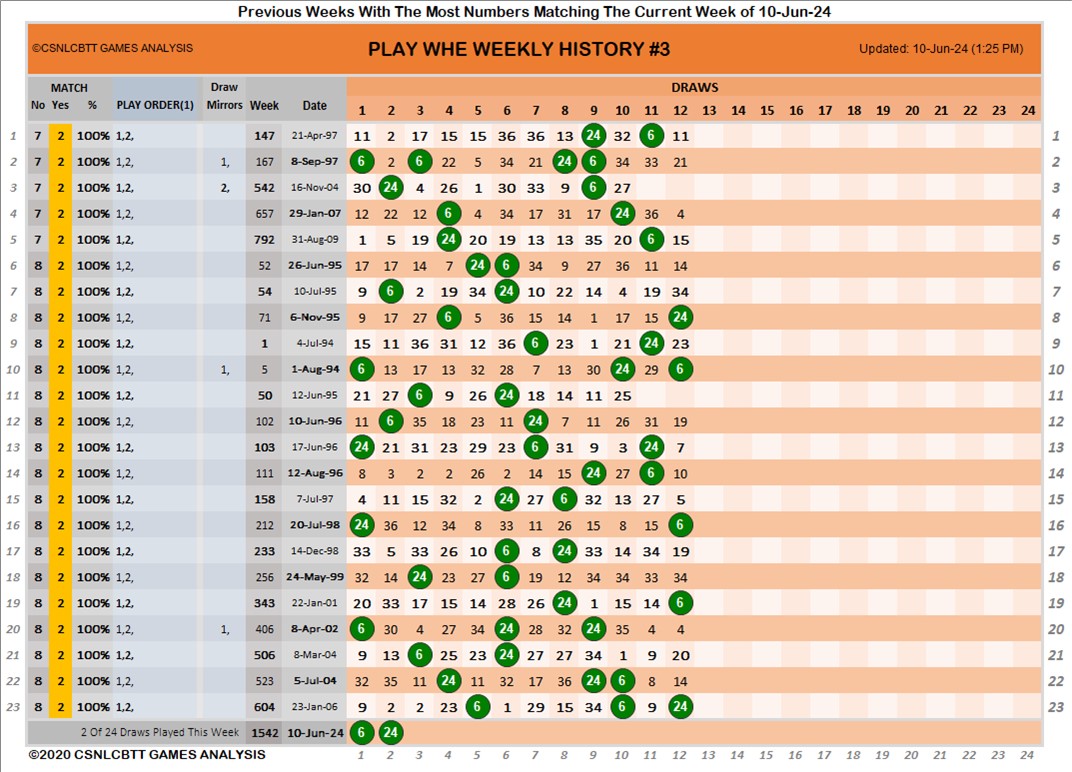 Previous Weeks With The Most Numbers Matching The Current Week of 10-Jun-24
©CSNLCBTT GAMES ANALYSIS PLAY WHE WEEKLY HISTORY #3 Updated: 10-Jun-24 (1:25 PM)
MATCH Draw DRAWS
No Yes % PLAY ORDER(1) Mirrors Week Date 1 2 3 4 5 6 7 8 9 10 11 12 13 14 15 16 17 18 19 20 21 22 23 24
1 7 2 100% 1,2, 147 21-Apr-97 11 2 17 15 15 36 36 13 24 32 6 11 1
2 7 2 100% 1,2, 1, 167 8-Sep-97 6 2 6 22 5 34 21 24 6 34 33 21 2
3 7 2 100% 1,2, 2, 542 16-Nov-04 30 24 4 26 1 30 33 9 6 27 3
4 7 2 100% 1,2, 657 29-Jan-07 12 22 12 6 4 34 17 31 17 24 36 4 4
5 7 2 100% 1,2, 792 31-Aug-09 1 5 19 24 20 19 13 13 35 20 6 15 5
6 8 2 100% 1,2, 52 26-Jun-95 17 17 14 7 24 6 34 9 27 36 11 14 6
7 8 2 100% 1,2, 54 10-Jul-95 9 6 2 19 34 24 10 22 14 4 19 34 7
8 8 2 100% 1,2, 71 6-Nov-95 9 17 27 6 5 36 15 14 1 17 15 24 8
9 8 2 100% 1,2, 1 4-Jul-94 15 11 36 31 12 36 6 23 1 21 24 23 9
10 8 2 100% 1,2, 1, 5 1-Aug-94 6 13 17 13 32 28 7 13 30 24 29 6 10
11 8 2 100% 1,2, 50 12-Jun-95 21 27 6 9 26 24 18 14 11 25 11
12 8 2 100% 1,2, 102 10-Jun-96 11 6 35 18 23 11 24 7 11 26 31 19 12
13 8 2 100% 1,2, 103 17-Jun-96 24 21 31 23 29 23 6 31 9 3 24 7 13
14 8 2 100% 1,2, 111 12-Aug-96 8 3 2 2 26 2 14 15 24 27 6 10 14
15 8 2 100% 1,2, 158 7-Jul-97 4 11 15 32 2 24 27 6 32 13 27 5 15
16 8 2 100% 1,2, 212 20-Jul-98 24 36 12 34 8 33 11 26 15 8 15 6 16
17 8 2 100% 1,2, 233 14-Dec-98 33 5 33 26 10 6 8 24 33 14 34 19 17
18 8 2 100% 1,2, 256 24-May-99 32 14 24 23 27 6 19 12 34 34 33 34 18
19 8 2 100% 1,2, 343 22-Jan-01 20 33 17 15 14 28 26 24 1 15 14 6 19
20 8 2 100% 1,2, 1, 406 8-Apr-02 6 30 4 27 34 24 28 32 24 35 4 4 20
21 8 2 100% 1,2, 506 8-Mar-04 9 13 6 25 23 24 27 27 34 1 9 20 21
22 8 2 100% 1,2, 523 5-Jul-04 32 35 11 24 11 32 17 36 24 6 8 14 22
23 8 2 100% 1,2, 604 23-Jan-06 9 2 2 23 6 1 29 15 34 6 9 24 23
2 Of 24 Draws Played This Week 1542 10-Jun-24 6 24
©2020 CSNLCBTT GAMES ANALYSIS 1 2 3 4 5 6 7 8 9 10 11 12 13 14 15 16 17 18 19 20 21 22 23 24